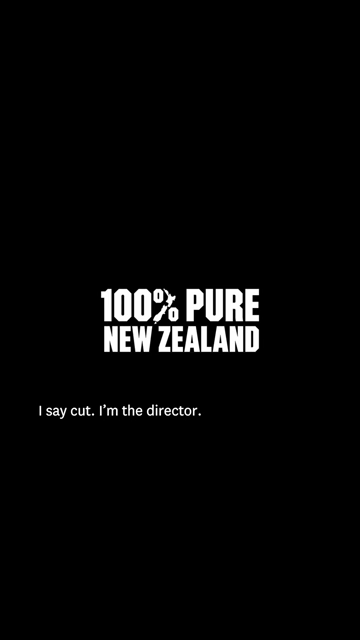 100% PURE
NEW ZEALAND
I say cut. I'm the director.